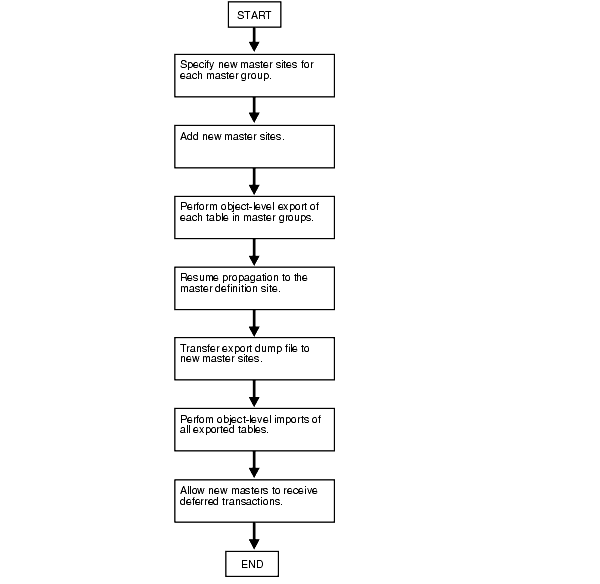 START
Specify new master sites for
each master group.
Add new master sites.
Perform object-level export of
each table in master groups.
Resume propagation to the
master definition site.
Transfer export dump file to
new master sites.
Perfom object-level imports of
all exported tables.
Allow new masters to receive
deferred transactions.
END